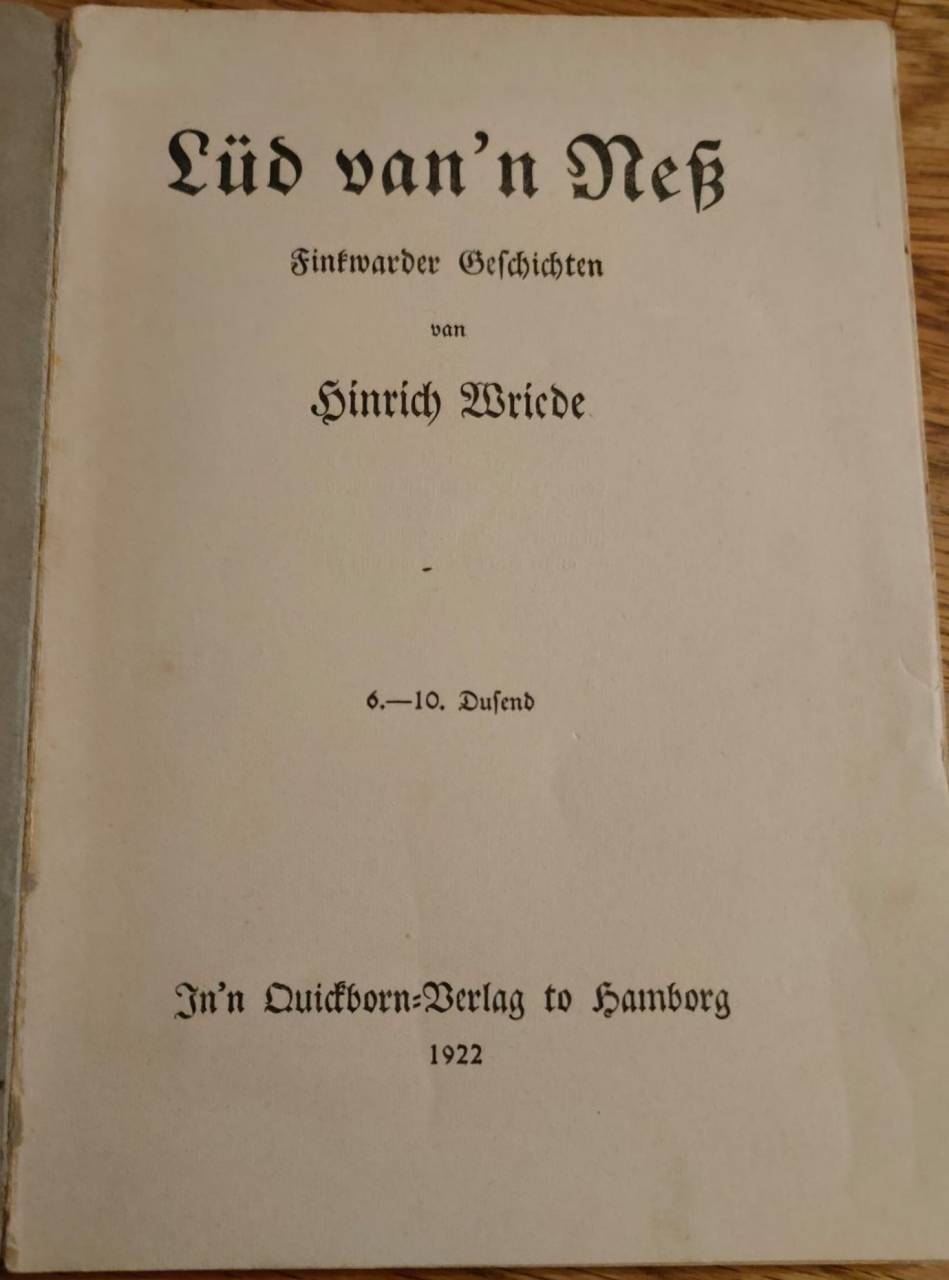 Lüd van'n Neß
Finkwarder Geschichten
van
Hinrich Wriede
6.—10. Dusend
In'n Quickborn-Verlag to Hamborg
1922